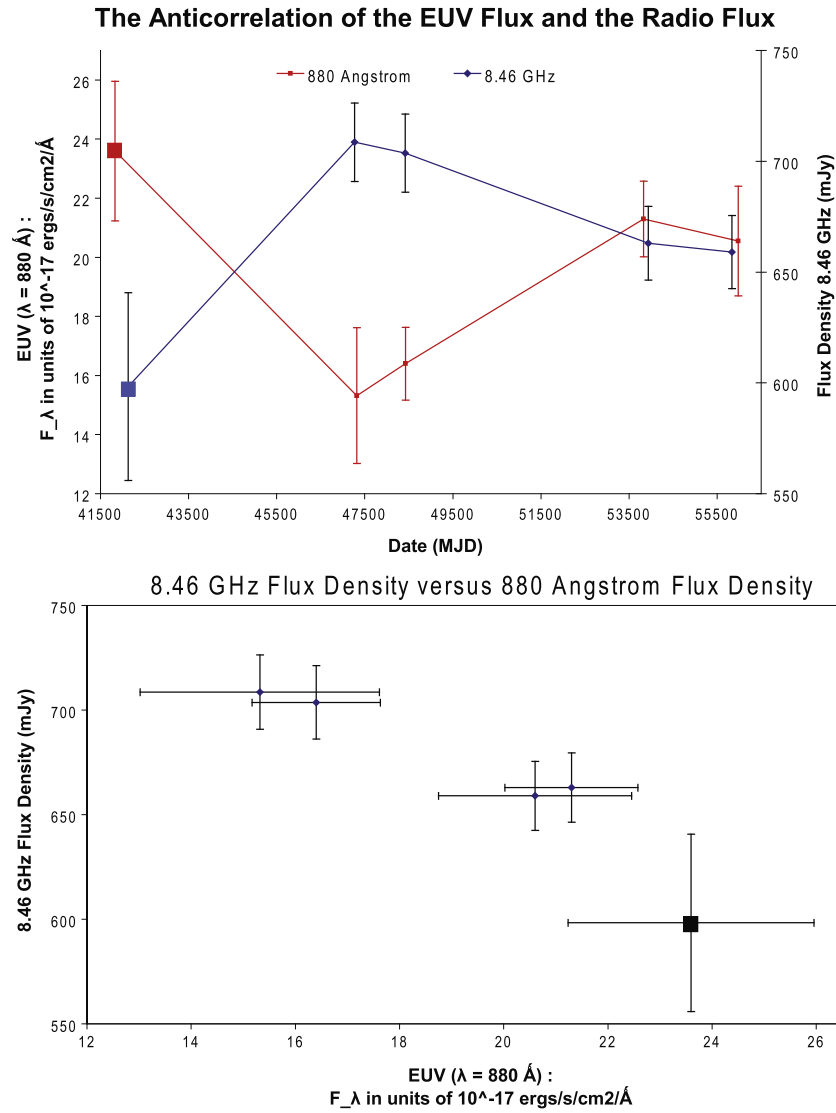 The Anticorrelation of the EUV Flux and the Radio Flux
880 Angstrom
8.46 GHz
26
24
22
20
18
16
14
12
EUV (λ = 880 Å) :
F_λ in units of 10^-17 ergs/s/cm2/Å
750
700
650
600
550
Flux Density 8.46 GHz (mJy)
41500 43500 45500 47500 49500 51500 53500 55500
Date (MJD)
8.46 GHz Flux Density versus 880 Angstrom Flux Density
750
700
650
600
550
8.46 GHz Flux Density (mJy)
12 14 16 18 20 22 24 26
EUV (λ = 880 Å) :
F_λ in units of 10^-17 ergs/s/cm2/Å